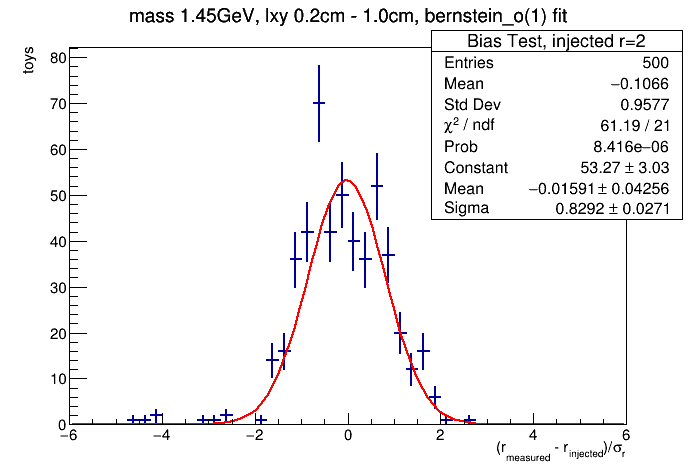 mass 1.45GeV, lxy 0.2cm - 1.0cm, bernstein_o(1) fit
toys
Bias Test, injected r=2
Entries 500
Mean −0.1066
Std Dev 0.9577
χ² / ndf 61.19 / 21
Prob 8.416e−06
Constant 53.27 ± 3.03
Mean −0.01591 ± 0.04256
Sigma 0.8292 ± 0.0271
80
70
60
50
40
30
20
10
0
−6 −4 −2 0 2 4 6
(r_measured - r_injected)/σ_r